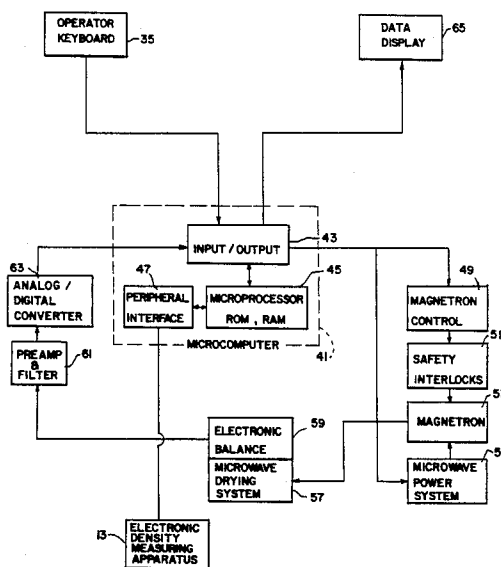 OPERATOR
KEYBOARD
35
DATA
DISPLAY
65
INPUT / OUTPUT
43
63
ANALOG /
DIGITAL
CONVERTER
47
PERIPHERAL
INTERFACE
45
MICROPROCESSOR
ROM , RAM
49
MAGNETRON
CONTROL
MICROCOMPUTER
41
PREAMP
&
FILTER
61
51
SAFETY
INTERLOCKS
MAGNETRON
ELECTRONIC
BALANCE
59
MICROWAVE
DRYING
SYSTEM
57
MICROWAVE
POWER
SYSTEM
13
ELECTRONIC
DENSITY
MEASURING
APPARATUS